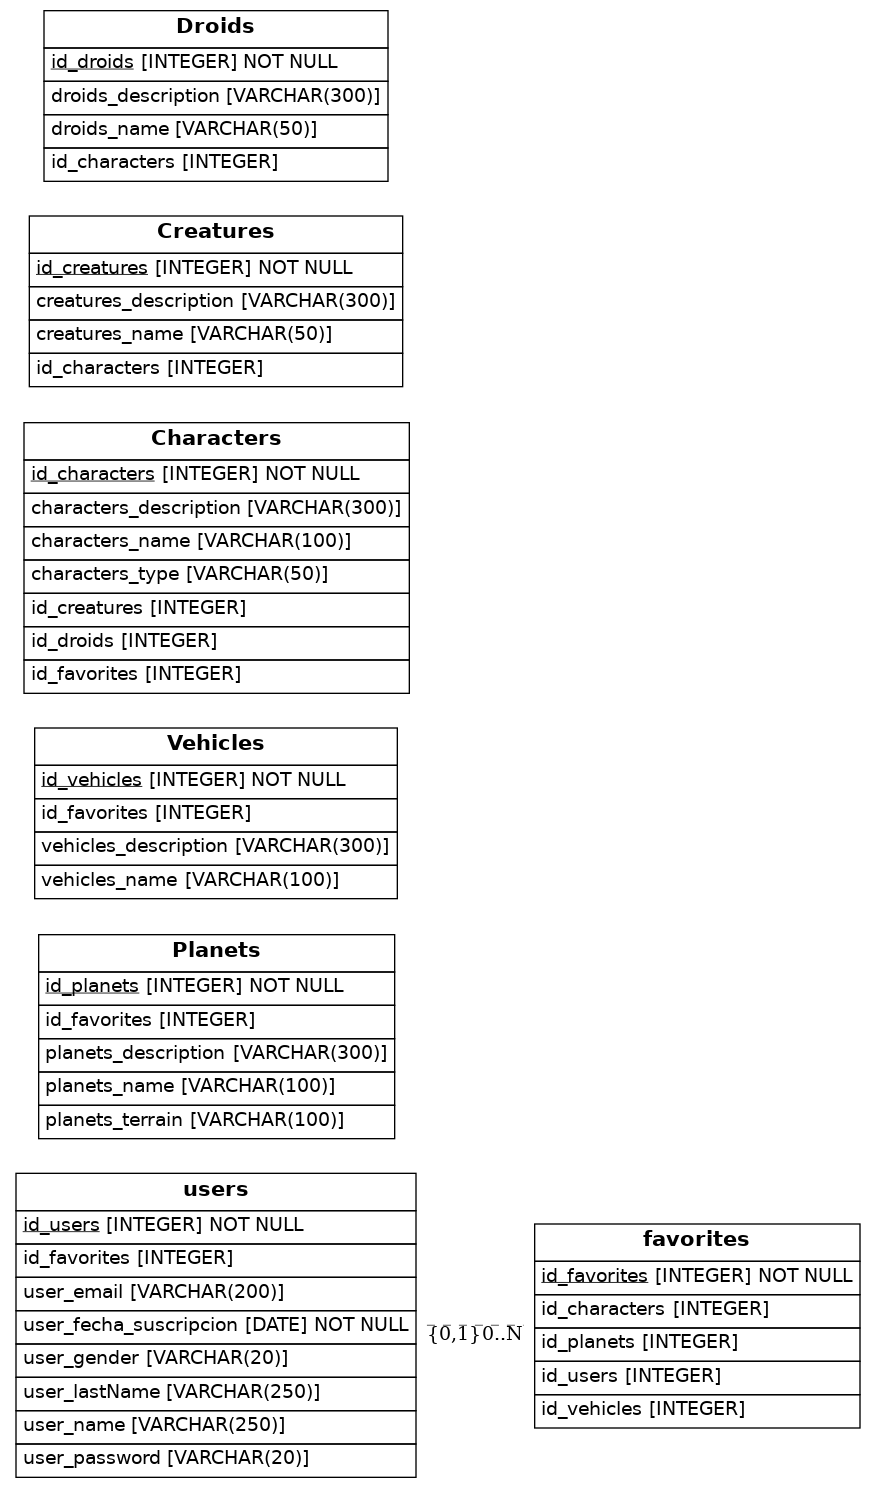 Droids
id_droids [INTEGER] NOT NULL
droids_description [VARCHAR(300)]
droids_name [VARCHAR(50)]
id_characters [INTEGER]
Creatures
id_creatures [INTEGER] NOT NULL
creatures_description [VARCHAR(300)]
creatures_name [VARCHAR(50)]
id_characters [INTEGER]
Characters
id_characters [INTEGER] NOT NULL
characters_description [VARCHAR(300)]
characters_name [VARCHAR(100)]
characters_type [VARCHAR(50)]
id_creatures [INTEGER]
id_droids [INTEGER]
id_favorites [INTEGER]
Vehicles
id_vehicles [INTEGER] NOT NULL
id_favorites [INTEGER]
vehicles_description [VARCHAR(300)]
vehicles_name [VARCHAR(100)]
Planets
id_planets [INTEGER] NOT NULL
id_favorites [INTEGER]
planets_description [VARCHAR(300)]
planets_name [VARCHAR(100)]
planets_terrain [VARCHAR(100)]
users
id_users [INTEGER] NOT NULL
id_favorites [INTEGER]
user_email [VARCHAR(200)]
user_fecha_suscripcion [DATE] NOT NULL
user_gender [VARCHAR(20)]
user_lastName [VARCHAR(250)]
user_name [VARCHAR(250)]
user_password [VARCHAR(20)]
{0,1}0..N
favorites
id_favorites [INTEGER] NOT NULL
id_characters [INTEGER]
id_planets [INTEGER]
id_users [INTEGER]
id_vehicles [INTEGER]